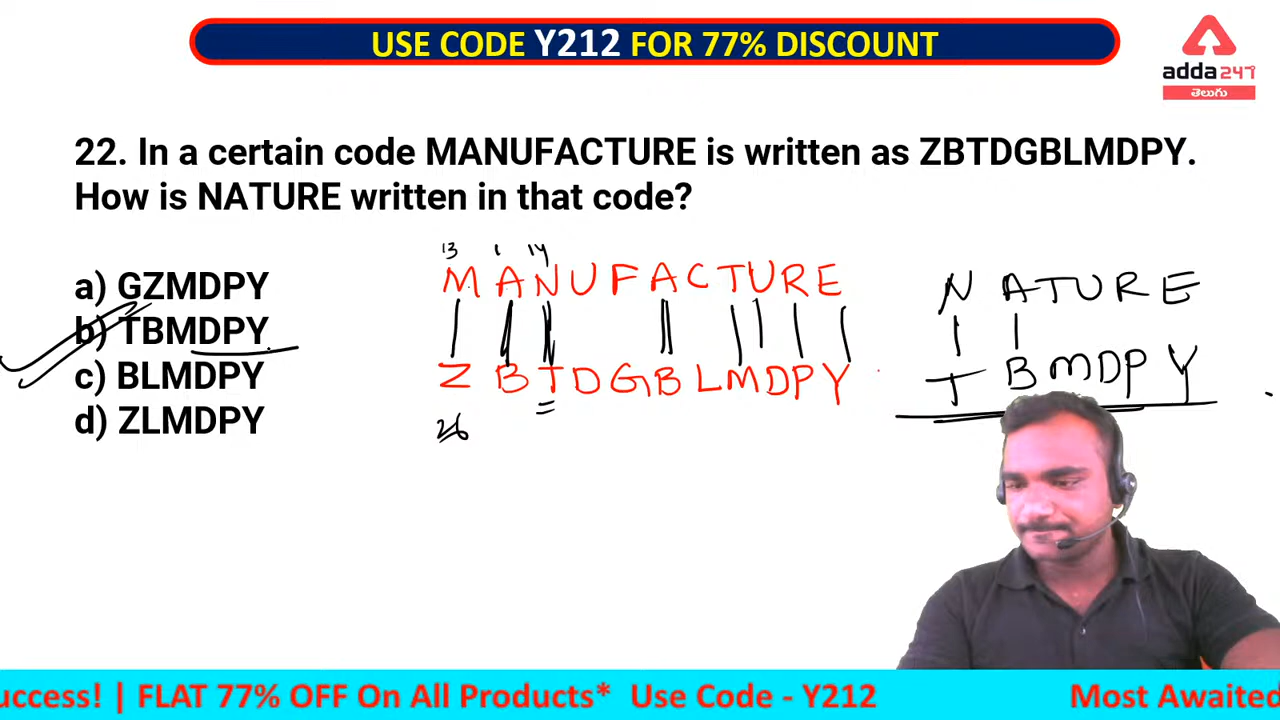 USE CODE Y212 FOR 77% DISCOUNT
adda247
తెలుగు
22. In a certain code MANUFACTURE is written as ZBTDGBLMDPY.
How is NATURE written in that code?
a) GZMDPY
b) TBMDPY
c) BLMDPY
d) ZLMDPY
13 1 14
MANUFACTURE
ZBTDGBLMDPY
26
NATURE
TBMDPY
uccess! | FLAT 77% OFF On All Products* Use Code - Y212 Most Awaited